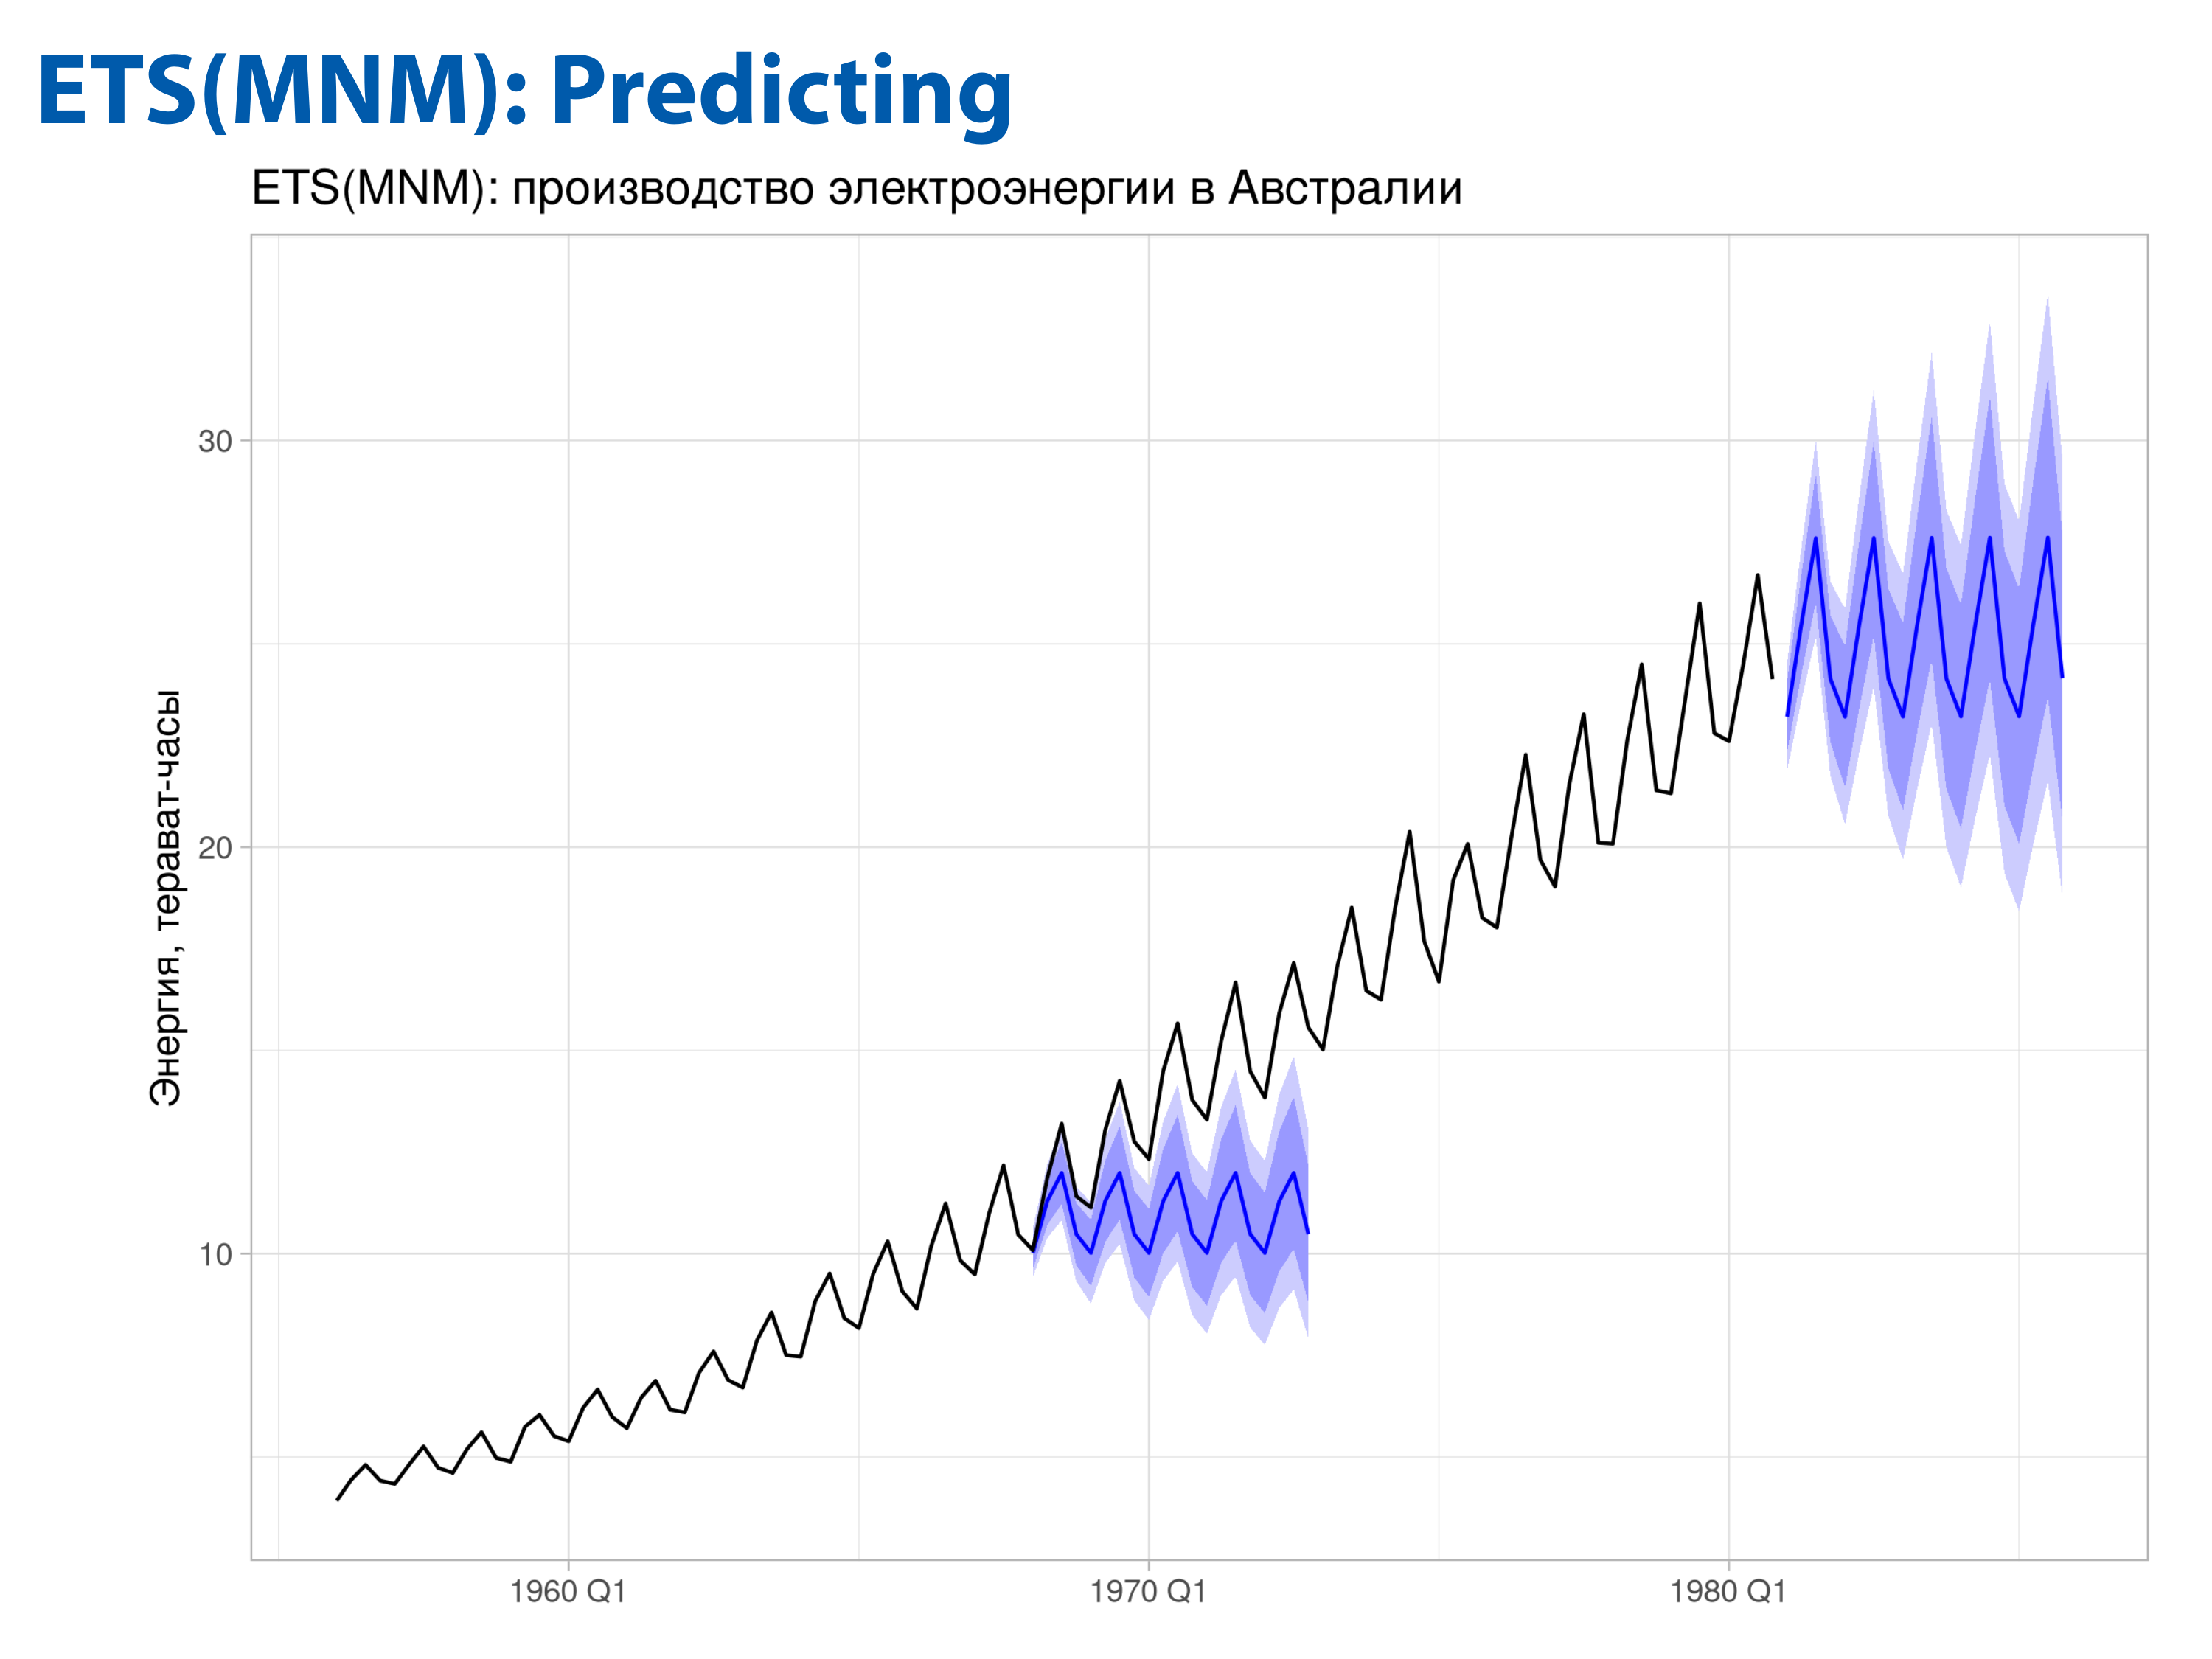 ETS(MNM): Predicting
ETS(MNM): производство электроэнергии в Австралии
Энергия, терават-часы
30
20
10
1960 Q1
1970 Q1
1980 Q1